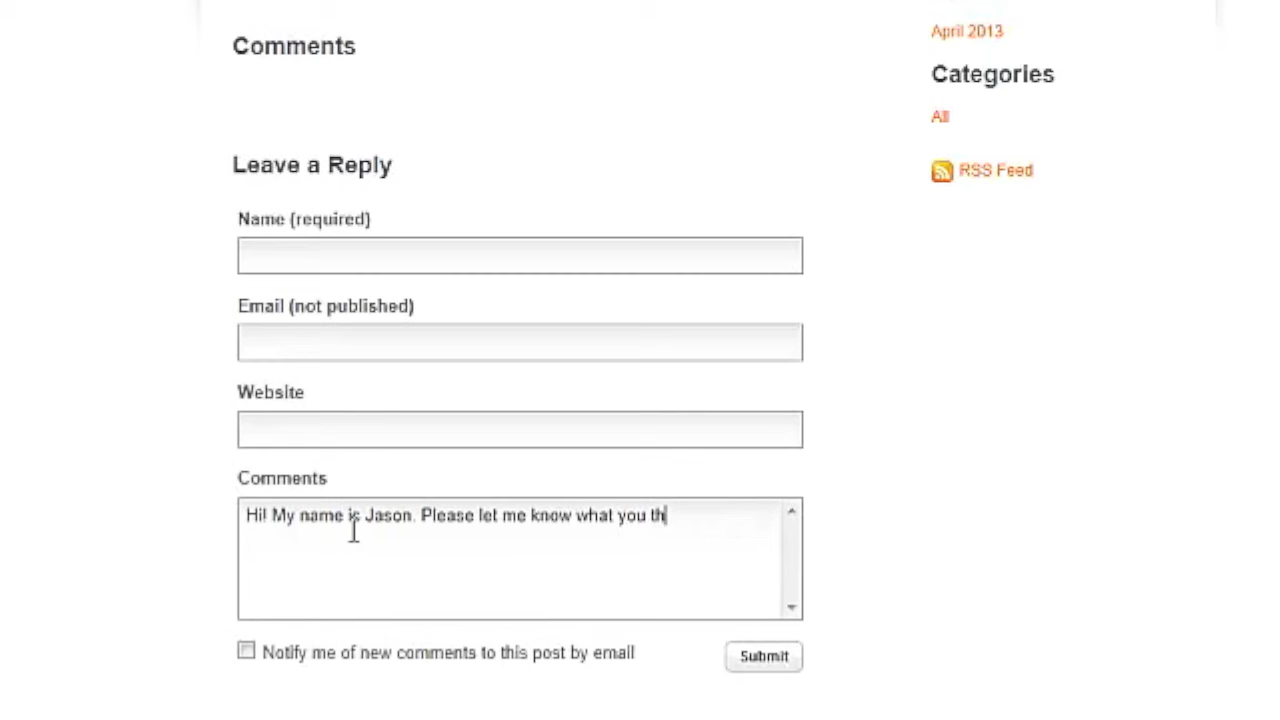 Comments
Leave a Reply
Name (required)
Email (not published)
Website
Comments
Hi! My name is Jason. Please let me know what you th
Notify me of new comments to this post by email
Submit
April 2013
Categories
All
RSS Feed